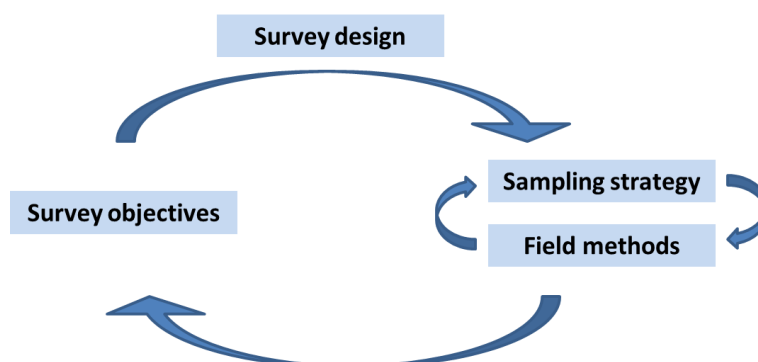 Survey design
Sampling strategy
Survey objectives
Field methods